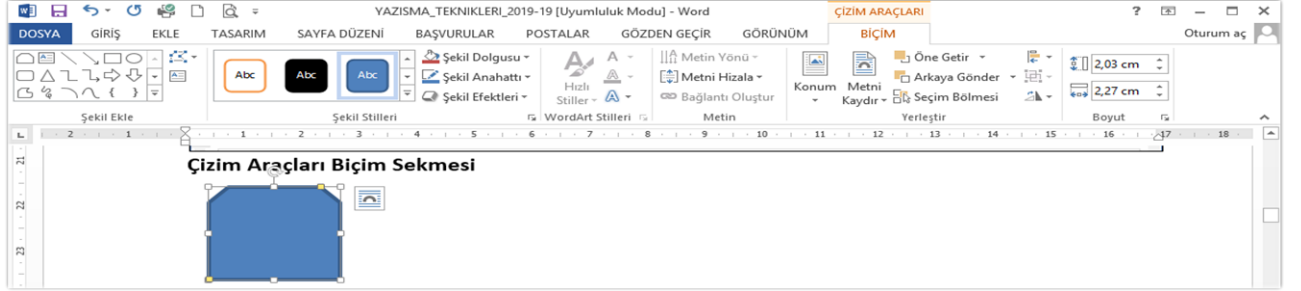 YAZISMA_TEKNIKLERI_2019-19 [Uyumluluk Modu] - Word
ÇİZİM ARAÇLARI
?
DOSYA GİRİŞ EKLE TASARIM SAYFA DÜZENİ BAŞVURULAR POSTALAR GÖZDEN GEÇİR GÖRÜNÜM BİÇİM Oturum aç
Abc Abc Abc
Şekil Dolgusu
Şekil Anahattı
Şekil Efektleri
Hızlı
Stiller
A
A
A
A
Metin Yönü
Metni Hizala
Bağlantı Oluştur
Konum
Metni
Kaydır
Öne Getir
Arkaya Gönder
Seçim Bölmesi
2,03 cm
2,27 cm
Şekil Ekle Şekil Stilleri WordArt Stilleri Metin Yerleştir Boyut
L 2 1 1 2 3 4 5 6 7 8 9 10 11 12 13 14 15 16 17 18
21
22
23
Çizim Araçları Biçim Sekmesi